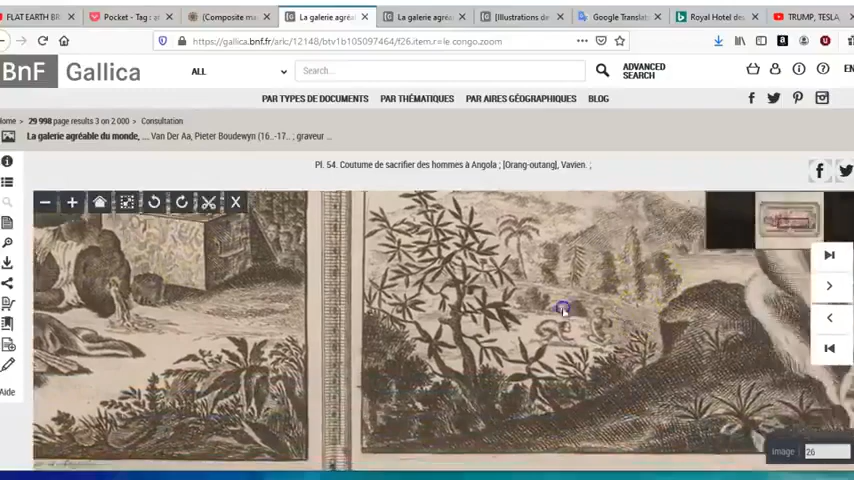 FLAT EARTH BR
Pocket - Tag :
(Composite ma
La galerie agréal
La galerie agréa
[Illustrations de
Google Translat
Royal Hotel des
TRUMP, TESLA,
https://gallica.bnf.fr/ark:/12148/btv1b105097464/f26.item.r=le congo.zoom
BnF Gallica
ALL
Search...
ADVANCED
SEARCH
EN
PAR TYPES DE DOCUMENTS PAR THÉMATIQUES PAR AIRES GÉOGRAPHIQUES BLOG
Home › 29 998 page results 3 on 2 000 › Consultation
La galerie agréable du monde, .... Van Der Aa, Pieter Boudewyn (16..-17.. ; graveur ...
Pl. 54. Coutume de sacrifier des hommes à Angola ; [Orang-outang], Vavien. ;
Aide
Image 26